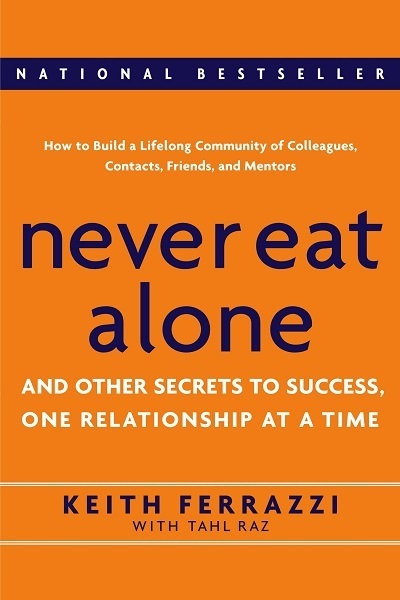 NATIONAL BESTSELLER
How to Build a Lifelong Community of Colleagues,
Contacts, Friends, and Mentors
never eat
alone
AND OTHER SECRETS TO SUCCESS,
ONE RELATIONSHIP AT A TIME
KEITH FERRAZZI
WITH TAHL RAZ